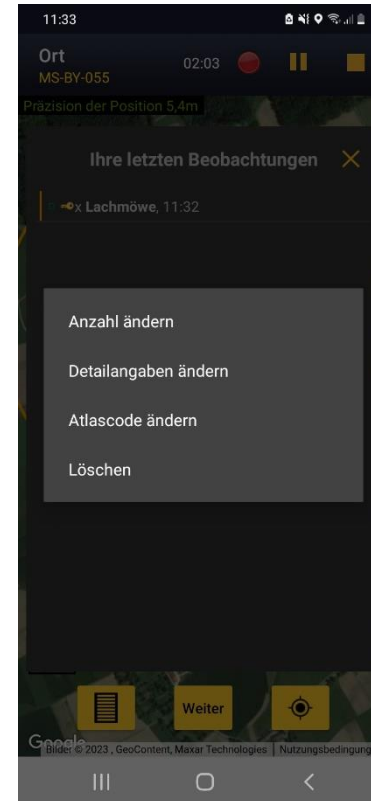 11:33
Ort
MS-BY-055
02:03
Präzision der Position 5,4m
Ihre letzten Beobachtungen
x Lachmöwe, 11:32
Anzahl ändern
Detailangaben ändern
Atlascode ändern
Löschen
Weiter
Google
Bilder © 2023 , GeoContent, Maxar Technologies | Nutzungsbedingung